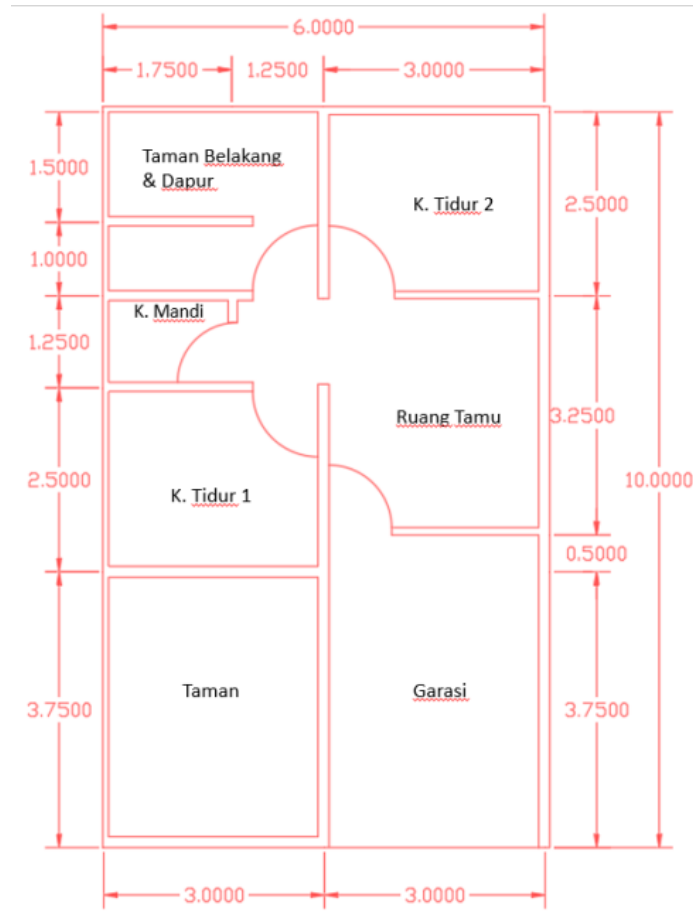 6.0000
1.7500 1.2500 3.0000
1.5000
Taman Belakang
& Dapur
K. Tidur 2
2.5000
1.0000
K. Mandi
1.2500
Ruang Tamu
3.2500
2.5000
K. Tidur 1
10.0000
0.5000
Taman
Garasi
3.7500
3.7500
3.0000 3.0000